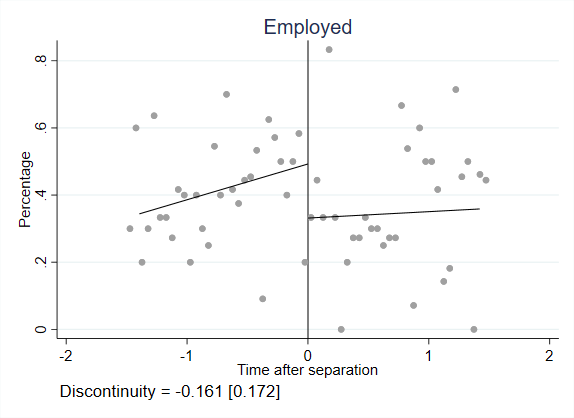 Employed
Percentage
.8
.6
.4
.2
0
-2 -1 0 1 2
Time after separation
Discontinuity = -0.161 [0.172]